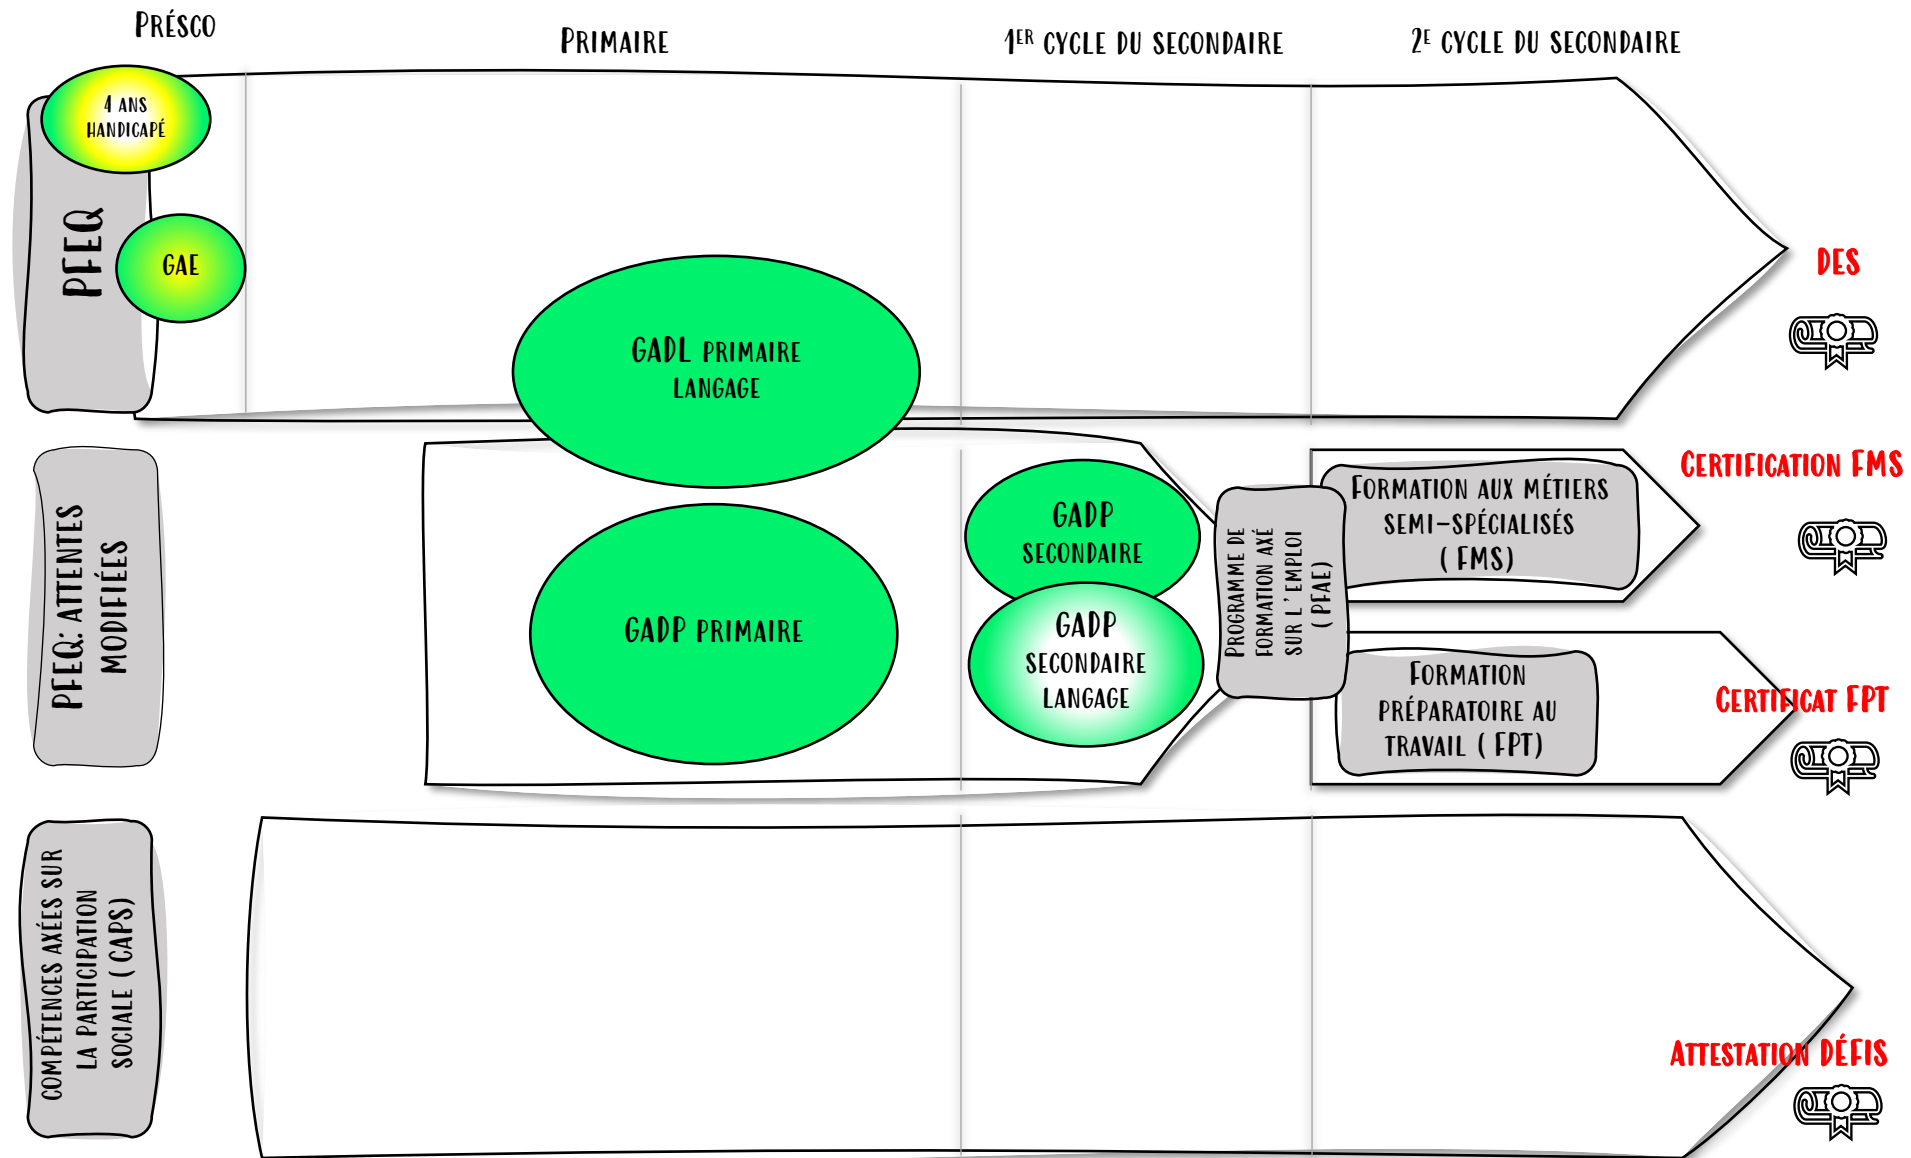 Présco
Primaire
1er cycle du secondaire
2e cycle du secondaire
4 ans
handicapé
PFEQ
GAE
GADL primaire
langage
DES
PFEQ: attentes
modifiées
GADP primaire
GADP
secondaire
GADP
secondaire
langage
Programme de
formation axé
sur l'emploi
(PFAE)
Formation aux métiers
semi-spécialisés
(FMS)
Certification FMS
Formation
préparatoire au
travail (FPT)
Certificat FPT
Compétences axées sur
la participation
sociale (CAPS)
Attestation DÉFIS